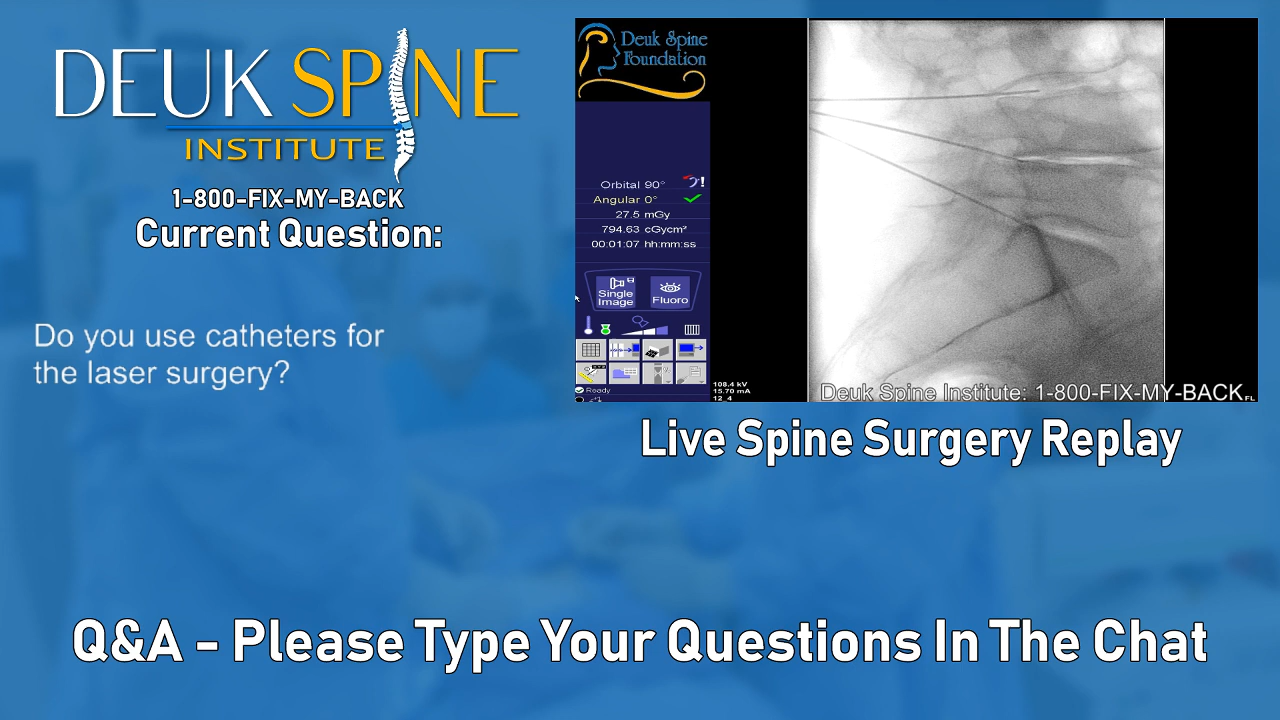 DEUK SPINE
INSTITUTE
1-800-FIX-MY-BACK
Current Question:
Do you use catheters for
the laser surgery?
Deuk Spine
Foundation
Orbital 90°
Angular 0°
27.5 mGy
794.63 cGycm²
00:01:07 hh:mm:ss
Single
Image
Fluoro
Ready
108.4 kV
15.70 mA
12_4
Deuk Spine Institute: 1-800-FIX-MY-BACK
FL
Live Spine Surgery Replay
Q&A - Please Type Your Questions In The Chat